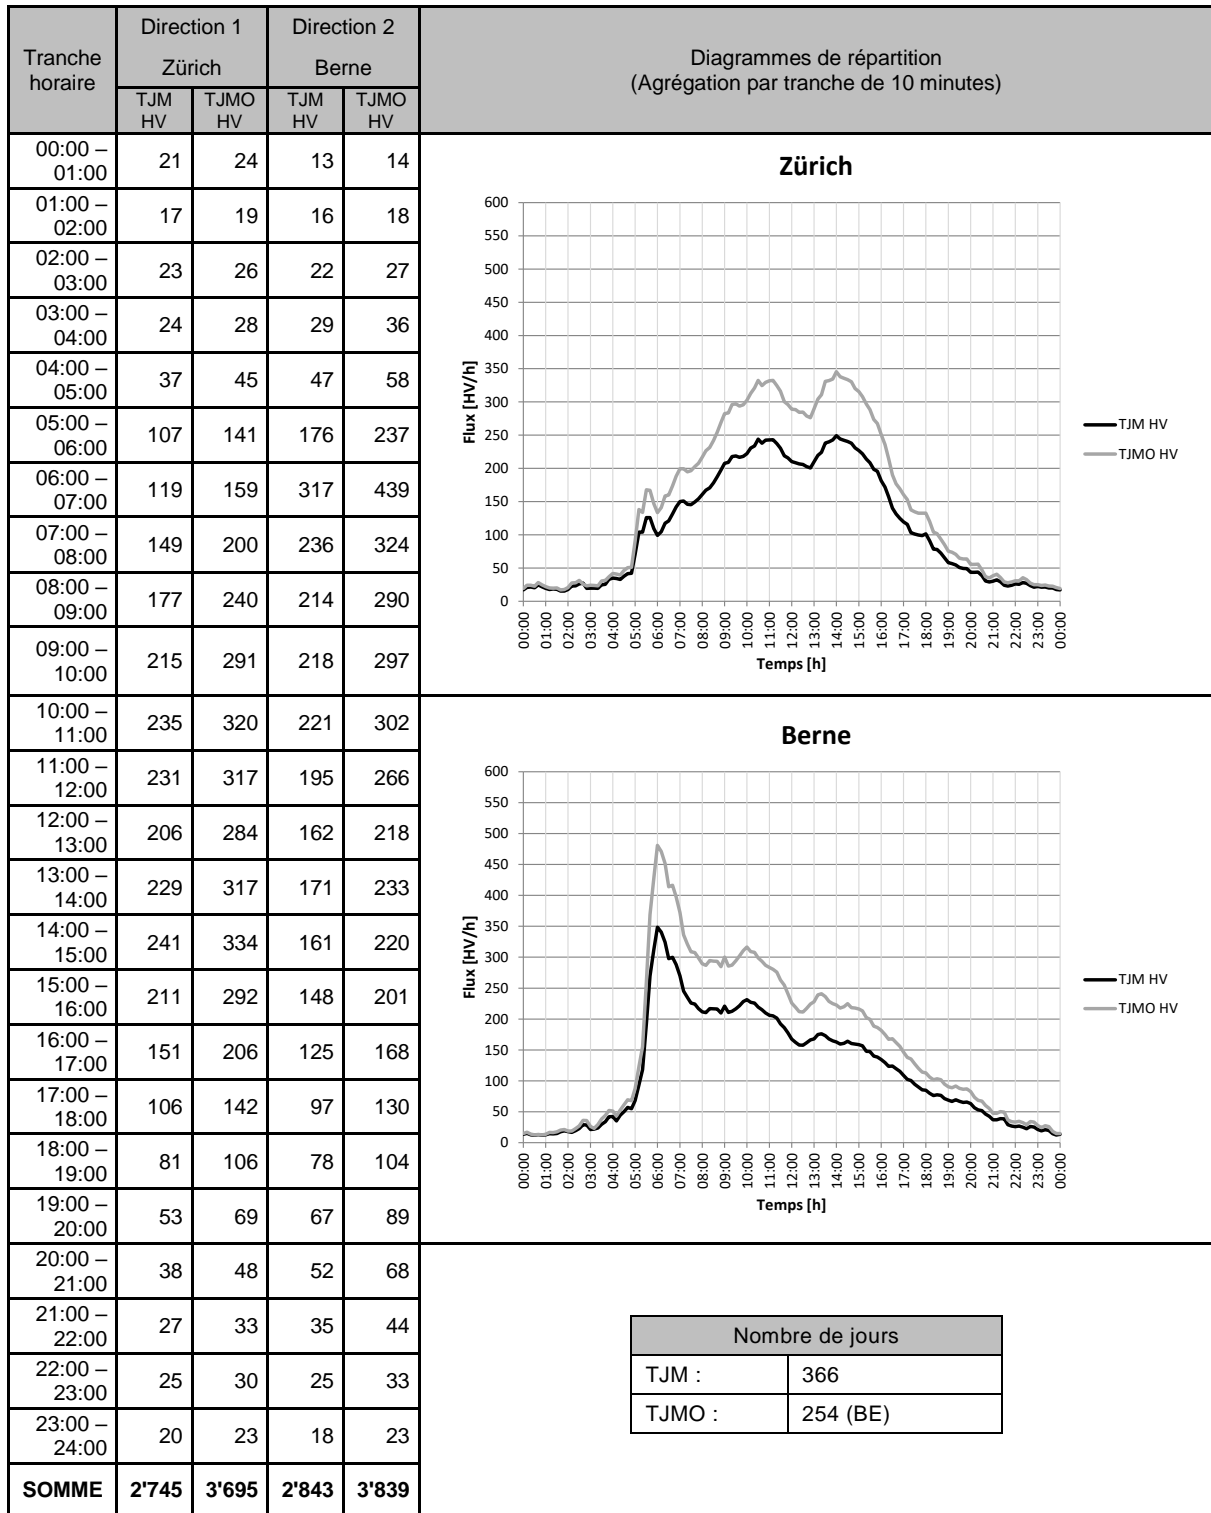 Tranche horaire
Direction 1
Zürich
Direction 2
Berne
Diagrammes de répartition
(Agrégation par tranche de 10 minutes)
TJM HV
TJMO HV
TJM HV
TJMO HV
00:00 – 01:00 21 24 13 14
01:00 – 02:00 17 19 16 18
02:00 – 03:00 23 26 22 27
03:00 – 04:00 24 28 29 36
04:00 – 05:00 37 45 47 58
05:00 – 06:00 107 141 176 237
06:00 – 07:00 119 159 317 439
07:00 – 08:00 149 200 236 324
08:00 – 09:00 177 240 214 290
09:00 – 10:00 215 291 218 297
10:00 – 11:00 235 320 221 302
11:00 – 12:00 231 317 195 266
12:00 – 13:00 206 284 162 218
13:00 – 14:00 229 317 171 233
14:00 – 15:00 241 334 161 220
15:00 – 16:00 211 292 148 201
16:00 – 17:00 151 206 125 168
17:00 – 18:00 106 142 97 130
18:00 – 19:00 81 106 78 104
19:00 – 20:00 53 69 67 89
20:00 – 21:00 38 48 52 68
21:00 – 22:00 27 33 35 44
22:00 – 23:00 25 30 25 33
23:00 – 24:00 20 23 18 23
SOMME 2'745 3'695 2'843 3'839
Zürich
Flux [HV/h]
600
550
500
450
400
350
300
250
200
150
100
50
0
00:00 01:00 02:00 03:00 04:00 05:00 06:00 07:00 08:00 09:00 10:00 11:00 12:00 13:00 14:00 15:00 16:00 17:00 18:00 19:00 20:00 21:00 22:00 23:00 00:00
Temps [h]
TJM HV
TJMO HV
Berne
Flux [HV/h]
600
550
500
450
400
350
300
250
200
150
100
50
0
00:00 01:00 02:00 03:00 04:00 05:00 06:00 07:00 08:00 09:00 10:00 11:00 12:00 13:00 14:00 15:00 16:00 17:00 18:00 19:00 20:00 21:00 22:00 23:00 00:00
Temps [h]
TJM HV
TJMO HV
Nombre de jours
TJM : 366
TJMO : 254 (BE)